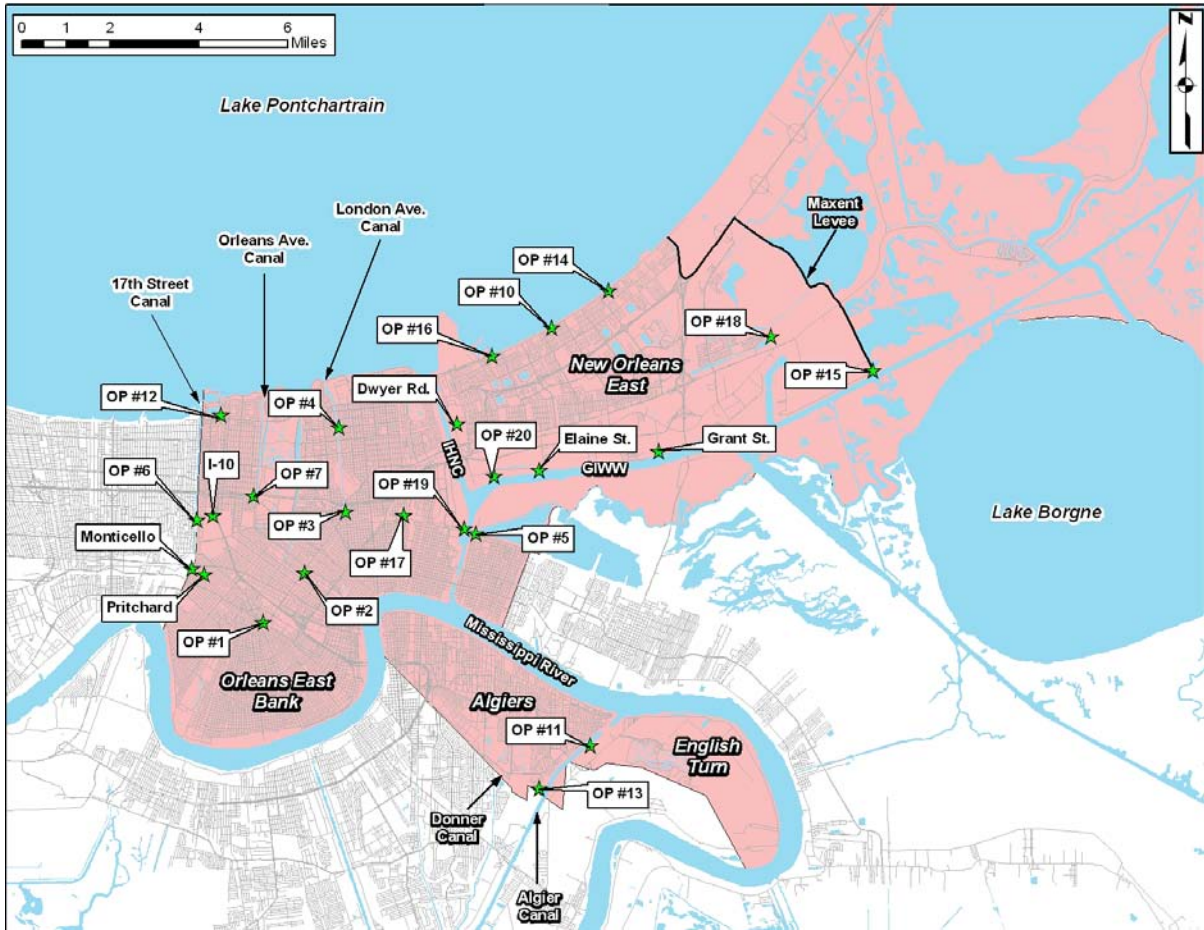 0 1 2 4 6
Miles
N
Lake Pontchartrain
London Ave.
Canal
Orleans Ave.
Canal
17th Street
Canal
Maxent
Levee
OP #14
OP #10
OP #16
OP #18
New Orleans
East
OP #15
Dwyer Rd.
OP #12
OP #4
OP #20
Elaine St.
Grant St.
IHNC
GIWW
OP #6
I-10
OP #7
OP #19
OP #3
OP #17
OP #5
Lake Borgne
Monticello
Pritchard
OP #2
OP #1
Mississippi River
Orleans East
Bank
Algiers
OP #11
English
Turn
OP #13
Donner
Canal
Algier
Canal